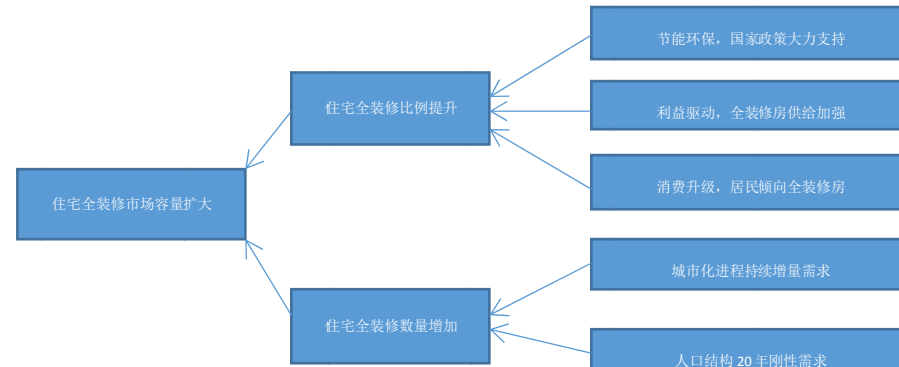 节能环保，国家政策大力支持
住宅全装修比例提升
利益驱动，全装修房供给加强
消费升级，居民倾向全装修房
住宅全装修市场容量扩大
城市化进程持续增量需求
住宅全装修数量增加
人口结构 20 年刚性需求